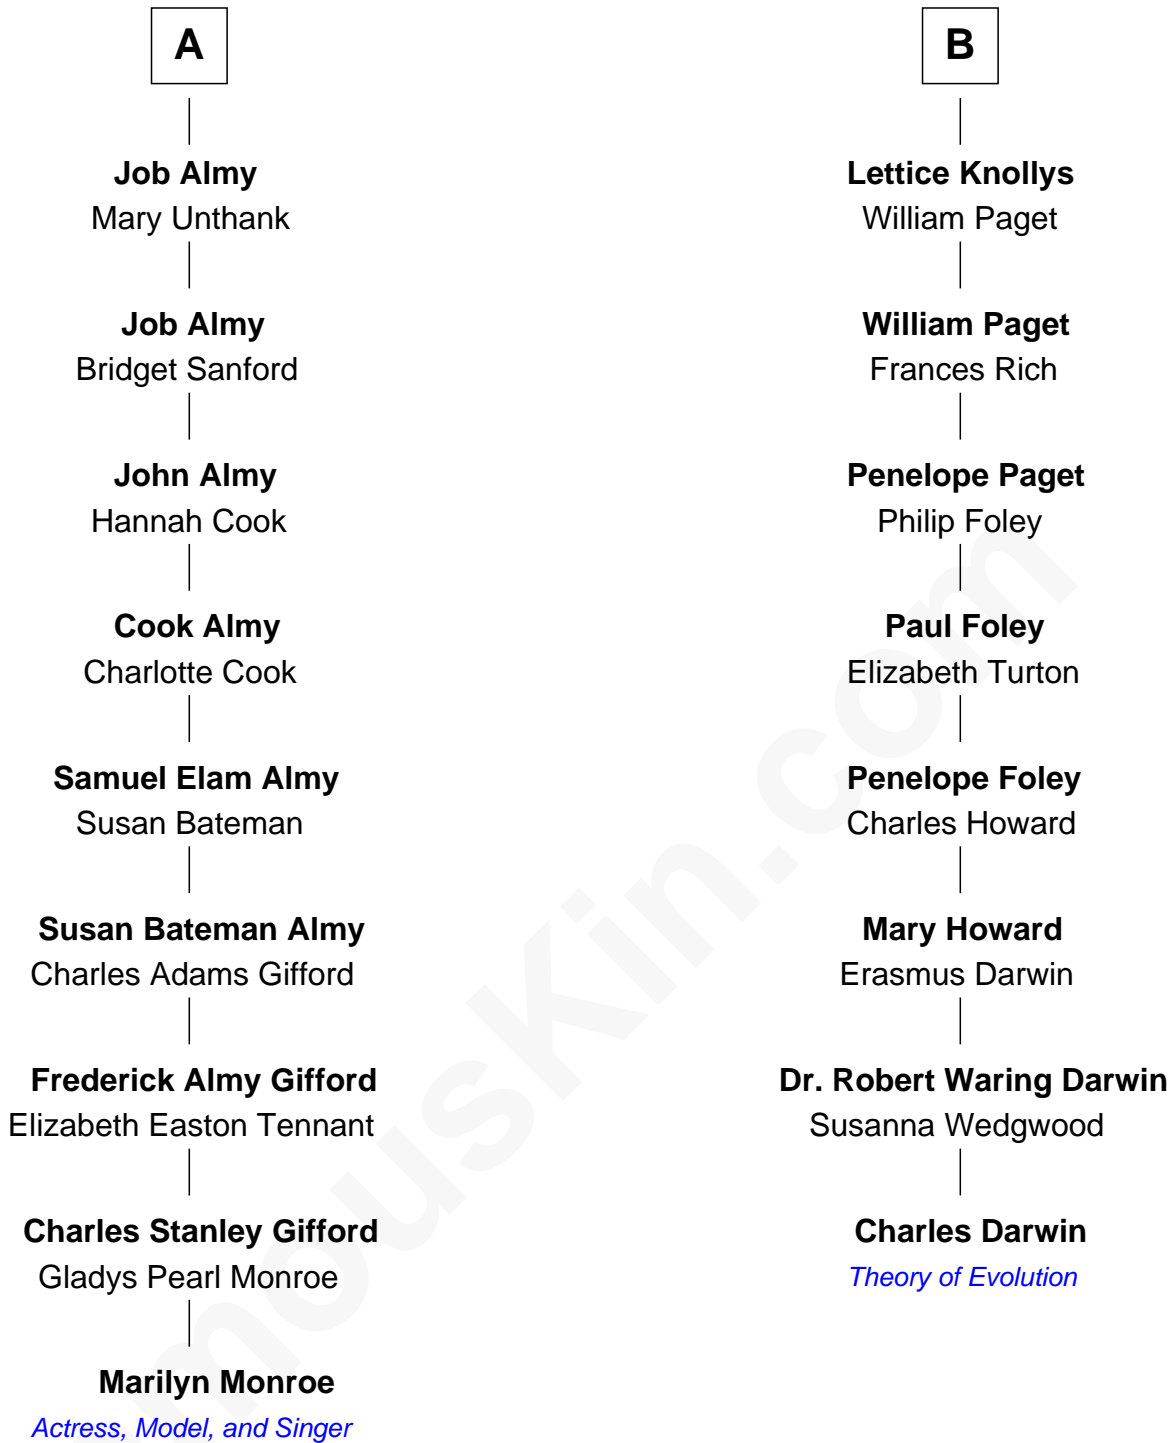 A
Job Almy
Mary Unthank
Job Almy
Bridget Sanford
John Almy
Hannah Cook
Cook Almy
Charlotte Cook
Samuel Elam Almy
Susan Bateman
Susan Bateman Almy
Charles Adams Gifford
Frederick Almy Gifford
Elizabeth Easton Tennant
Charles Stanley Gifford
Gladys Pearl Monroe
Marilyn Monroe
Actress, Model, and Singer
B
Lettice Knollys
William Paget
William Paget
Frances Rich
Penelope Paget
Philip Foley
Paul Foley
Elizabeth Turton
Penelope Foley
Charles Howard
Mary Howard
Erasmus Darwin
Dr. Robert Waring Darwin
Susanna Wedgwood
Charles Darwin
Theory of Evolution
mousKin.com